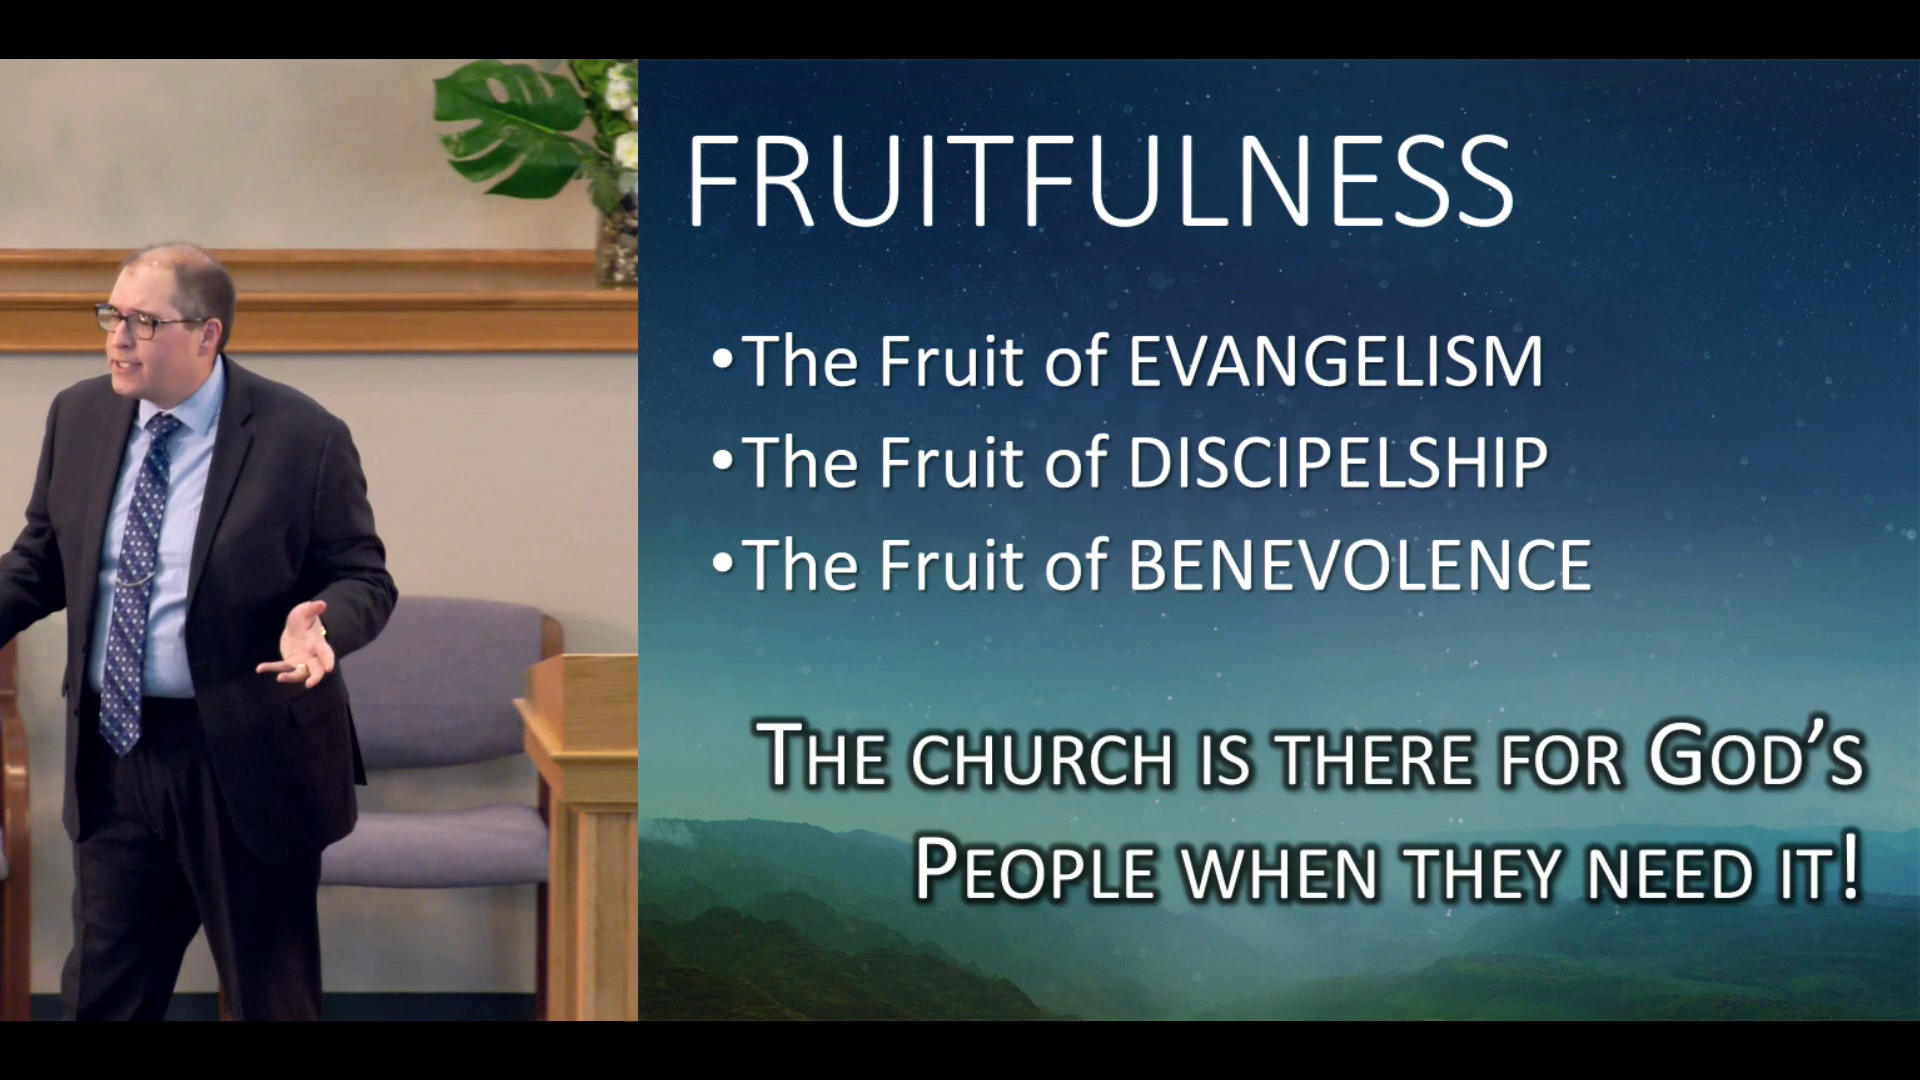 FRUITFULNESS
•The Fruit of EVANGELISM
•The Fruit of DISCIPELSHIP
•The Fruit of BENEVOLENCE
The church is there for God’s
People when they need it!